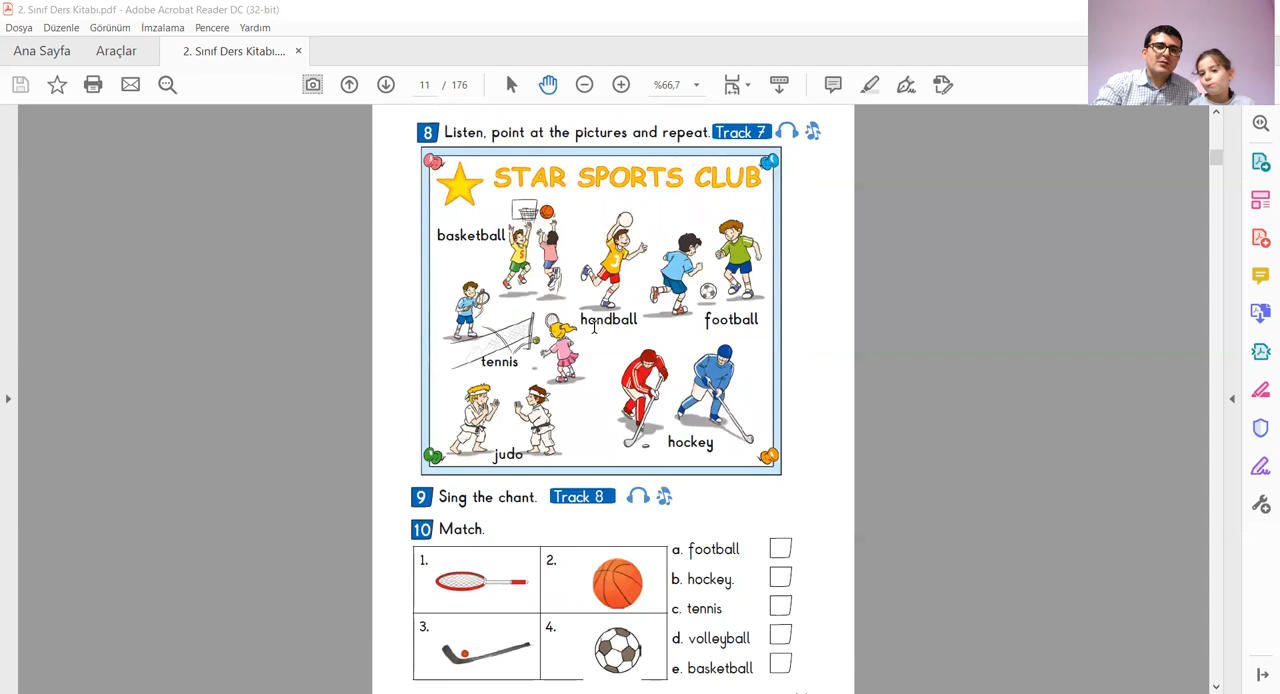 2. Sınıf Ders Kitabı.pdf - Adobe Acrobat Reader DC (32-bit)
Dosya Düzenle Görünüm İmzalama Pencere Yardım
Ana Sayfa Araçlar 2. Sınıf Ders Kitabı.... ×
11 / 176 %66,7
8 Listen, point at the pictures and repeat. Track 7
STAR SPORTS CLUB
basketball
5
3
handball
football
tennis
judo
hockey
9 Sing the chant. Track 8
10 Match.
1.
2.
3.
4.
a. football
b. hockey.
c. tennis
d. volleyball
e. basketball